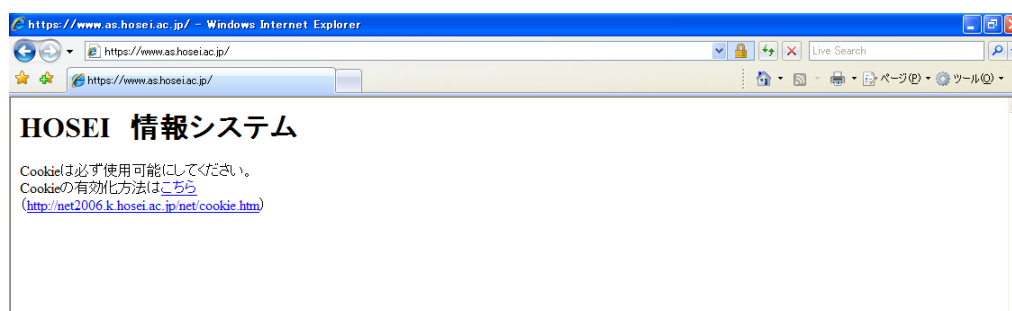 https://www.as.hosei.ac.jp/ - Windows Internet Explorer
https://www.as.hosei.ac.jp/
Live Search
https://www.as.hosei.ac.jp/
ページ(P)
ツール(O)
HOSEI 情報システム
Cookieは必ず使用可能にしてください。
Cookieの有効化方法はこちら
(http://net2006.k.hosei.ac.jp/net/cookie.htm)